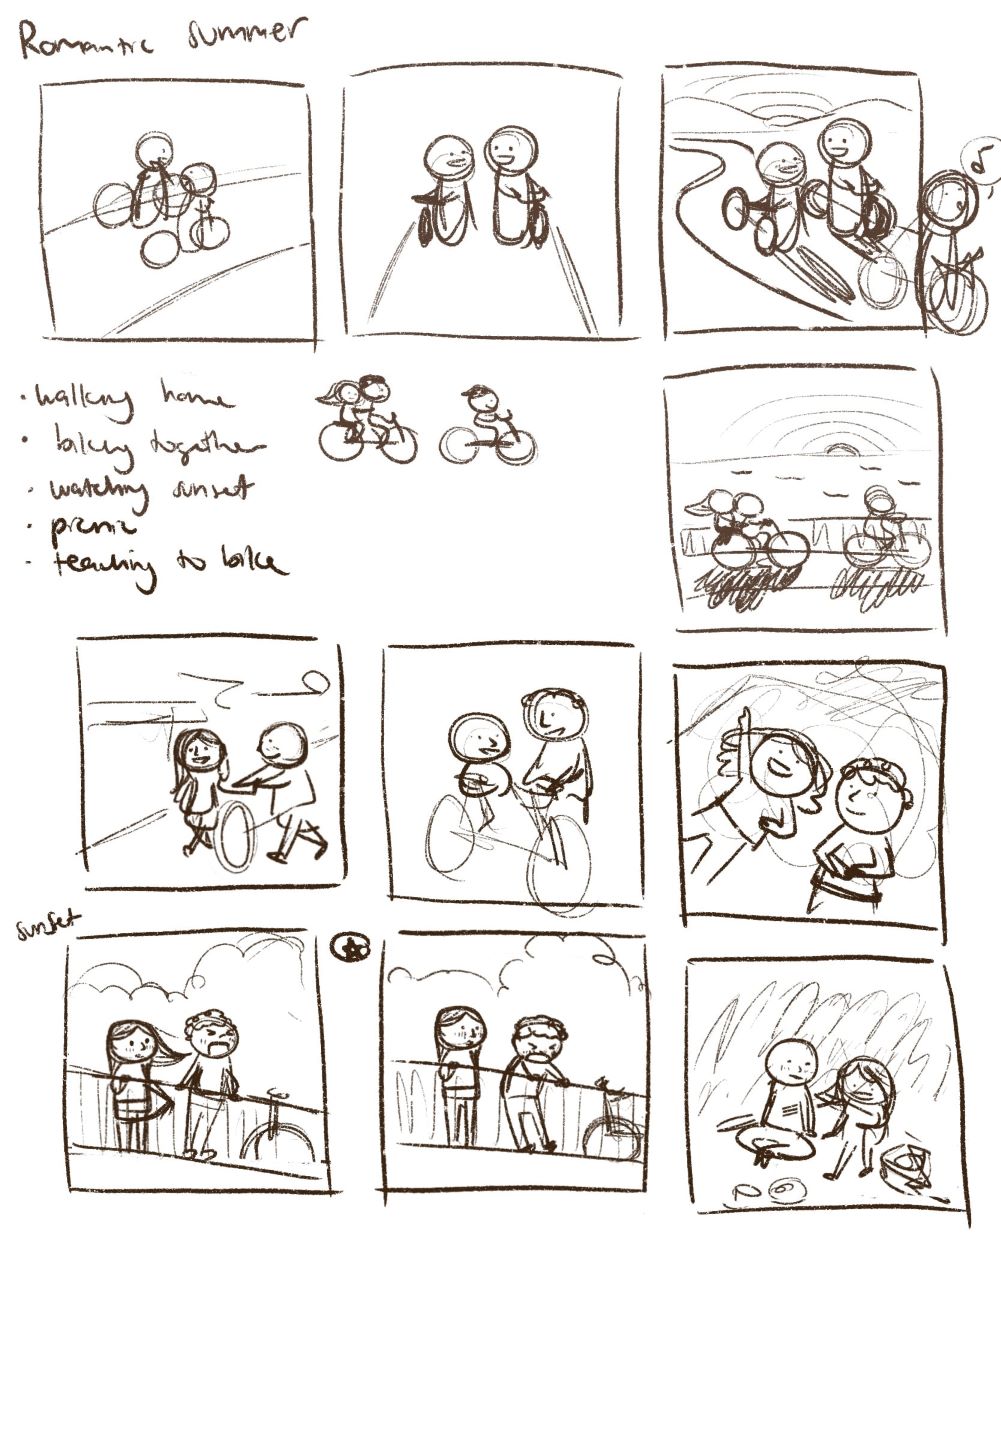 Romantic summer
• walking home
• biking together
• watching sunset
• picnic
• teaching to bike
sunset